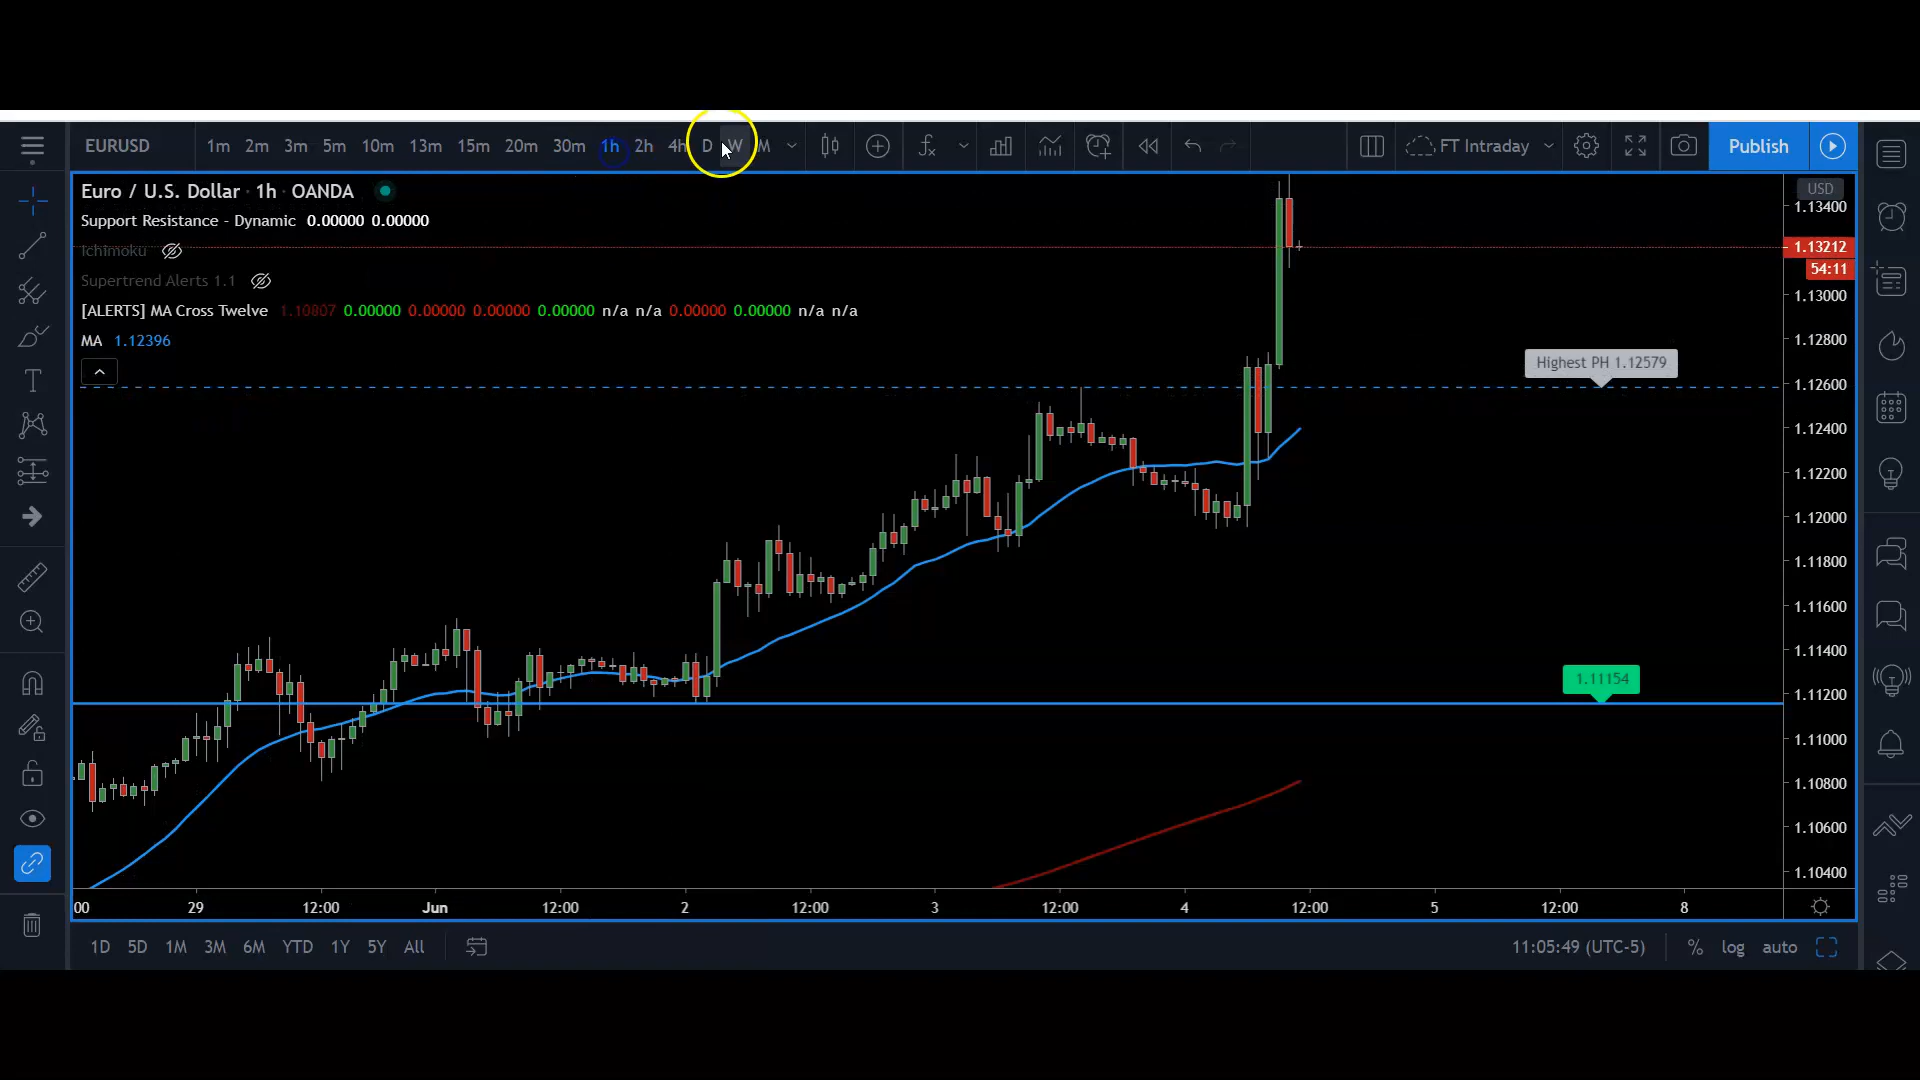 EURUSD 1m 2m 3m 5m 10m 13m 15m 20m 30m 1h 2h 4h D W M FT Intraday Publish
Euro / U.S. Dollar · 1h · OANDA
Support Resistance - Dynamic 0.00000 0.00000
Ichimoku
Supertrend Alerts 1.1
[ALERTS] MA Cross Twelve 1.10807 0.00000 0.00000 0.00000 0.00000 n/a n/a 0.00000 0.00000 n/a n/a
MA 1.12396
USD
1.13400
1.13212
54:11
1.13000
1.12800
Highest PH 1.12579
1.12600
1.12400
1.12200
1.12000
1.11800
1.11600
1.11400
1.11154
1.11200
1.11000
1.10800
1.10600
1.10400
:00 29 12:00 Jun 12:00 2 12:00 3 12:00 4 12:00 5 12:00 8
1D 5D 1M 3M 6M YTD 1Y 5Y All 11:05:49 (UTC-5) % log auto